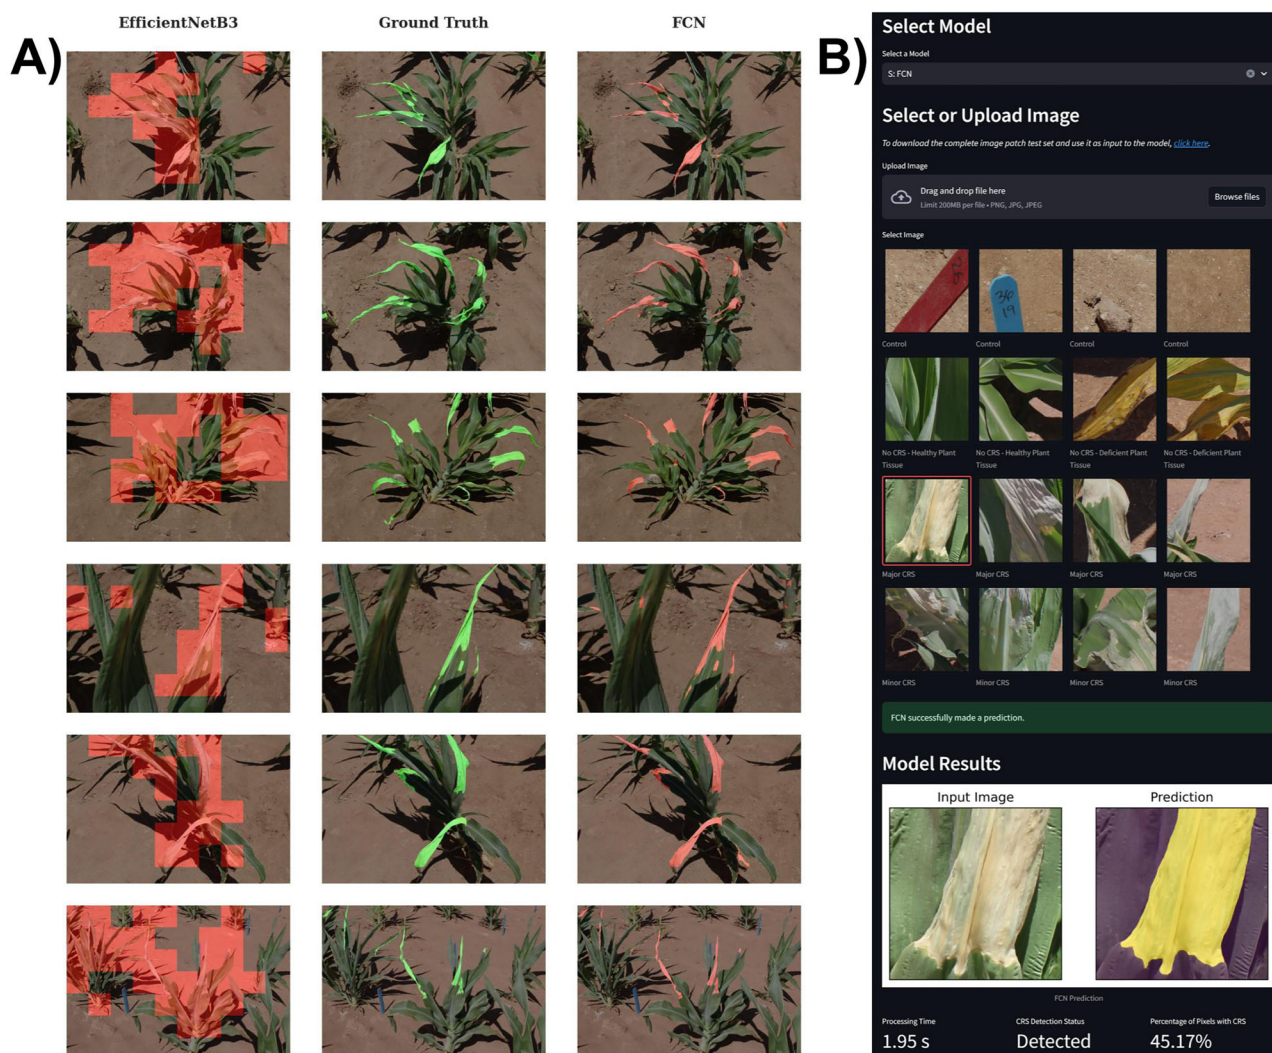 A)
EfficientNetB3
Ground Truth
FCN
B)
Select Model
Select a Model
S: FCN
Select or Upload Image
To download the complete image patch test set and use it as input to the model, click here.
Upload Image
Drag and drop file here
Limit 200MB per file • PNG, JPG, JPEG
Browse files
Select Image
36
19
Control
Control
Control
Control
No CRS - Healthy Plant
Tissue
No CRS - Healthy Plant
Tissue
No CRS - Deficient Plant
Tissue
No CRS - Deficient Plant
Tissue
Major CRS
Major CRS
Major CRS
Major CRS
Minor CRS
Minor CRS
Minor CRS
Minor CRS
FCN successfully made a prediction.
Model Results
Input Image
Prediction
FCN Prediction
Processing Time
1.95 s
CRS Detection Status
Detected
Percentage of Pixels with CRS
45.17%